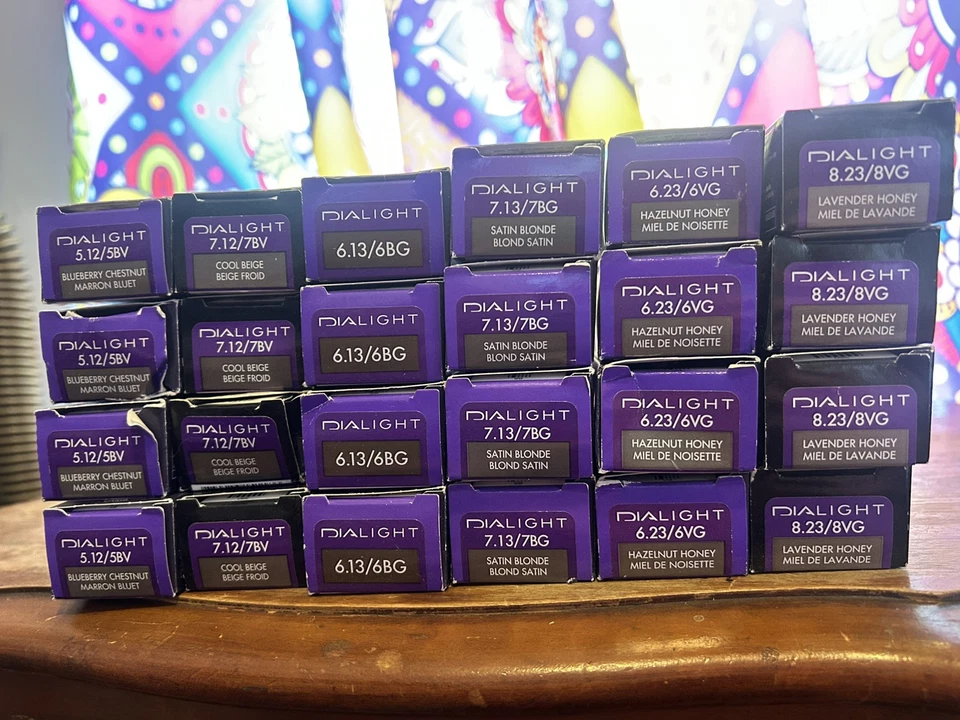 DIALIGHT
5.12/5BV
BLUEBERRY CHESTNUT
MARRON BLUET
DIALIGHT
7.12/7BV
COOL BEIGE
BEIGE FROID
DIALIGHT
6.13/6BG
DIALIGHT
7.13/7BG
SATIN BLONDE
BLOND SATIN
DIALIGHT
6.23/6VG
HAZELNUT HONEY
MIEL DE NOISETTE
DIALIGHT
8.23/8VG
LAVENDER HONEY
MIEL DE LAVANDE
DIALIGHT
5.12/5BV
BLUEBERRY CHESTNUT
MARRON BLUET
DIALIGHT
7.12/7BV
COOL BEIGE
BEIGE FROID
DIALIGHT
6.13/6BG
DIALIGHT
7.13/7BG
SATIN BLONDE
BLOND SATIN
DIALIGHT
6.23/6VG
HAZELNUT HONEY
MIEL DE NOISETTE
DIALIGHT
8.23/8VG
LAVENDER HONEY
MIEL DE LAVANDE
DIALIGHT
5.12/5BV
BLUEBERRY CHESTNUT
MARRON BLUET
DIALIGHT
7.12/7BV
COOL BEIGE
BEIGE FROID
DIALIGHT
6.13/6BG
DIALIGHT
7.13/7BG
SATIN BLONDE
BLOND SATIN
DIALIGHT
6.23/6VG
HAZELNUT HONEY
MIEL DE NOISETTE
DIALIGHT
8.23/8VG
LAVENDER HONEY
MIEL DE LAVANDE
DIALIGHT
5.12/5BV
BLUEBERRY CHESTNUT
MARRON BLUET
DIALIGHT
7.12/7BV
COOL BEIGE
BEIGE FROID
DIALIGHT
6.13/6BG
DIALIGHT
7.13/7BG
SATIN BLONDE
BLOND SATIN
DIALIGHT
6.23/6VG
HAZELNUT HONEY
MIEL DE NOISETTE
DIALIGHT
8.23/8VG
LAVENDER HONEY
MIEL DE LAVANDE